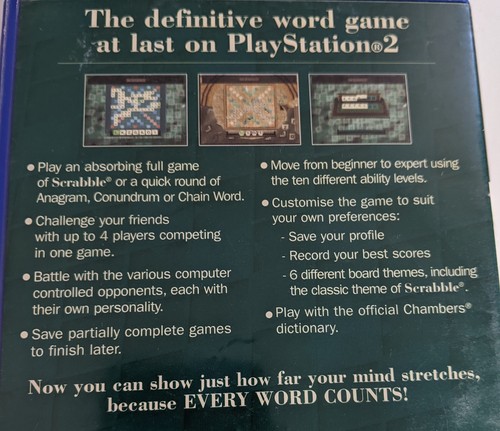 The definitive word game
at last on PlayStation®2
● Play an absorbing full game
of Scrabble® or a quick round of
Anagram, Conundrum or Chain Word.
● Challenge your friends
with up to 4 players competing
in one game.
● Battle with the various computer
controlled opponents, each with
their own personality.
● Save partially complete games
to finish later.
● Move from beginner to expert using
the ten different ability levels.
● Customise the game to suit
your own preferences:
- Save your profile
- Record your best scores
- 6 different board themes, including
the classic theme of Scrabble®.
● Play with the official Chambers®
dictionary.
Now you can show just how far your mind stretches,
because EVERY WORD COUNTS!